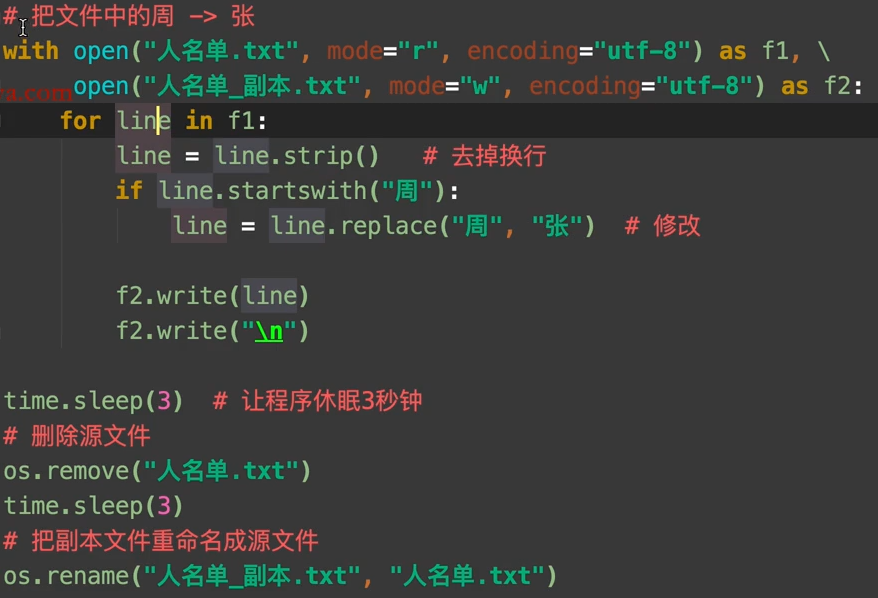 # 把文件中的周 -> 张
with open("人名单.txt", mode="r", encoding="utf-8") as f1, \
open("人名单_副本.txt", mode="w", encoding="utf-8") as f2:
for line in f1:
line = line.strip()   # 去掉换行
if line.startswith("周"):
line = line.replace("周", "张")  # 修改
f2.write(line)
f2.write("\n")
time.sleep(3)  # 让程序休眠3秒钟
# 删除源文件
os.remove("人名单.txt")
time.sleep(3)
# 把副本文件重命名成源文件
os.rename("人名单_副本.txt", "人名单.txt")